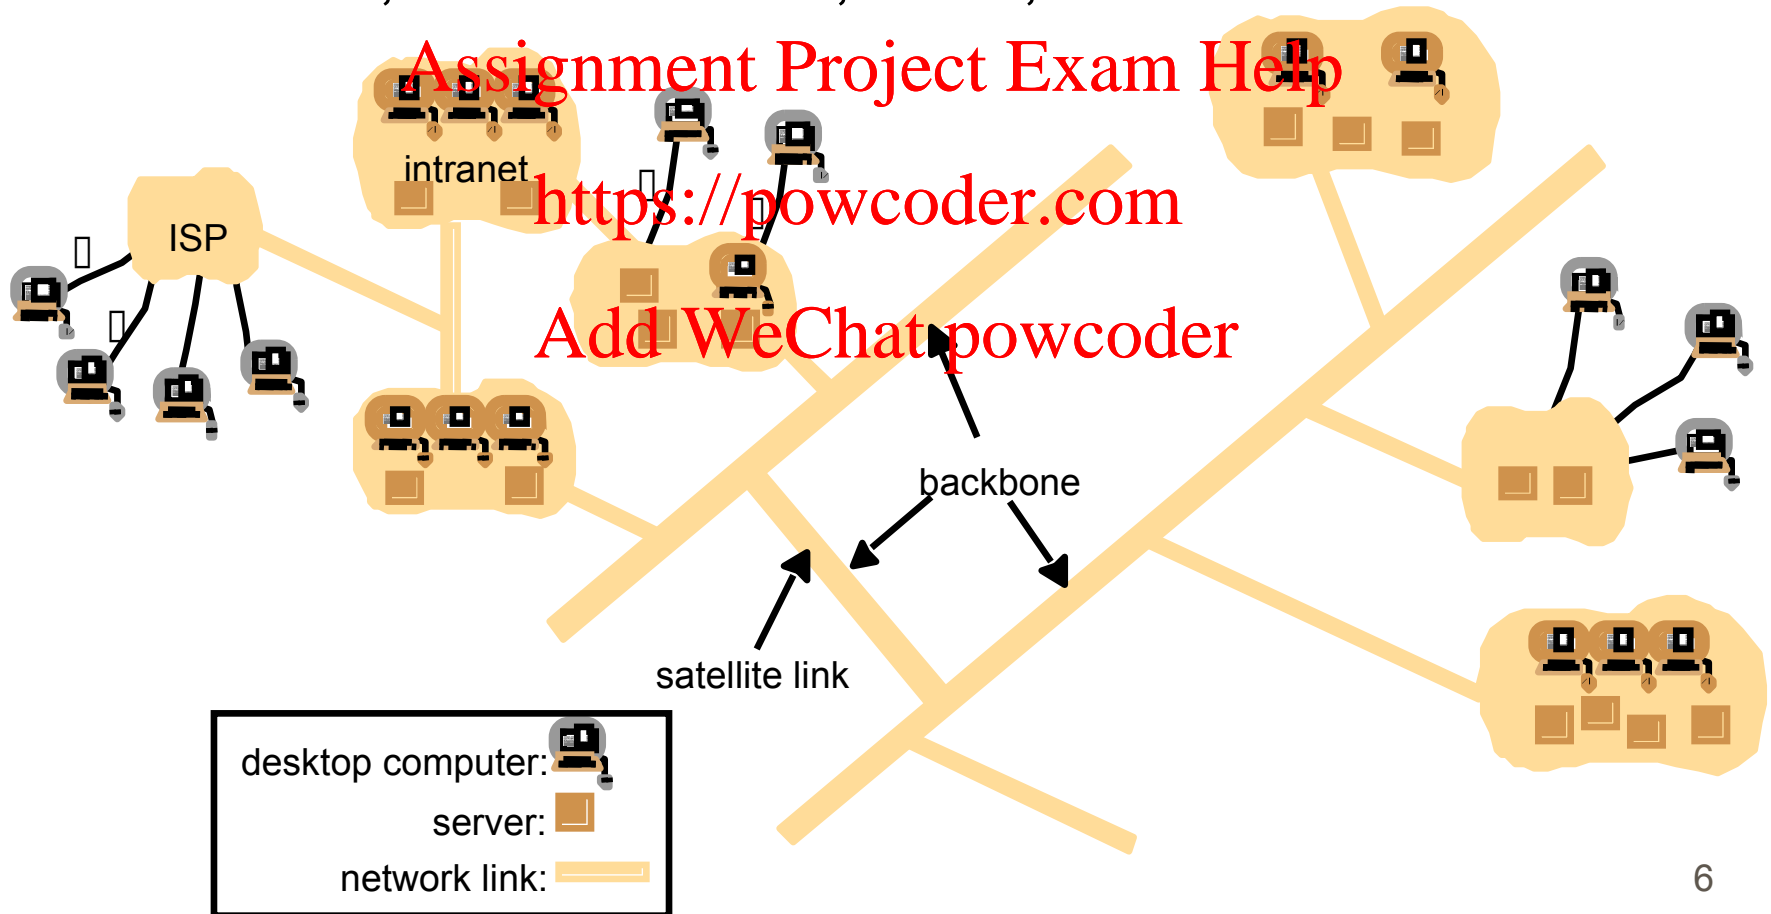 Assignment Project Exam Help
intranet
https://powcoder.com
ISP
Add WeChat powcoder
backbone
satellite link
desktop computer:
server:
network link:
6